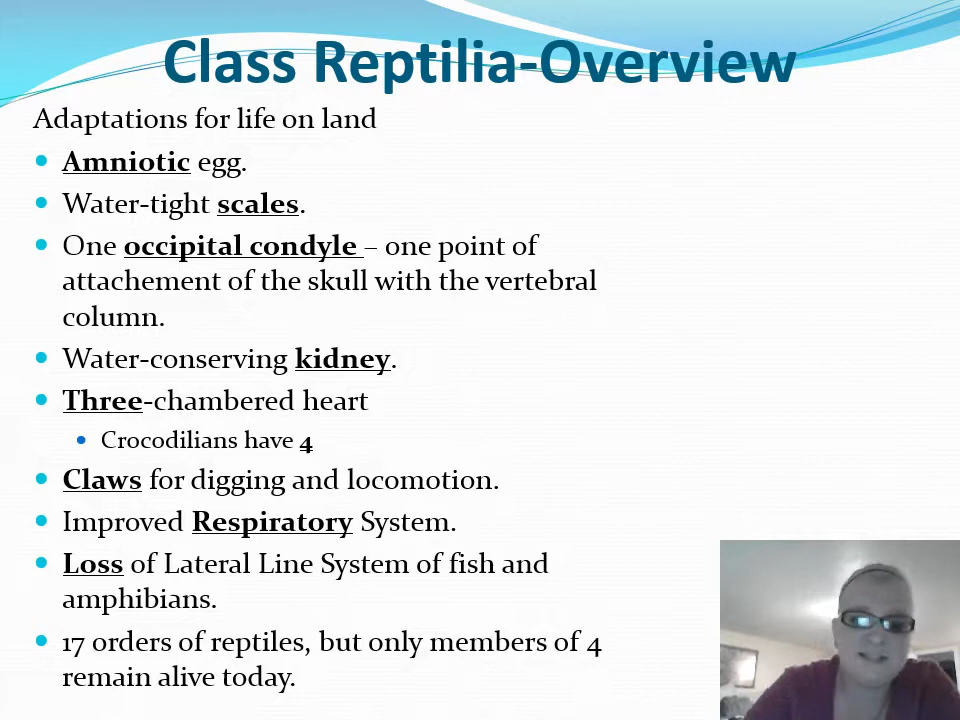 Class Reptilia-Overview
Adaptations for life on land
Amniotic egg.
Water-tight scales.
One occipital condyle – one point of
attachement of the skull with the vertebral
column.
Water-conserving kidney.
Three-chambered heart
Crocodilians have 4
Claws for digging and locomotion.
Improved Respiratory System.
Loss of Lateral Line System of fish and
amphibians.
17 orders of reptiles, but only members of 4
remain alive today.